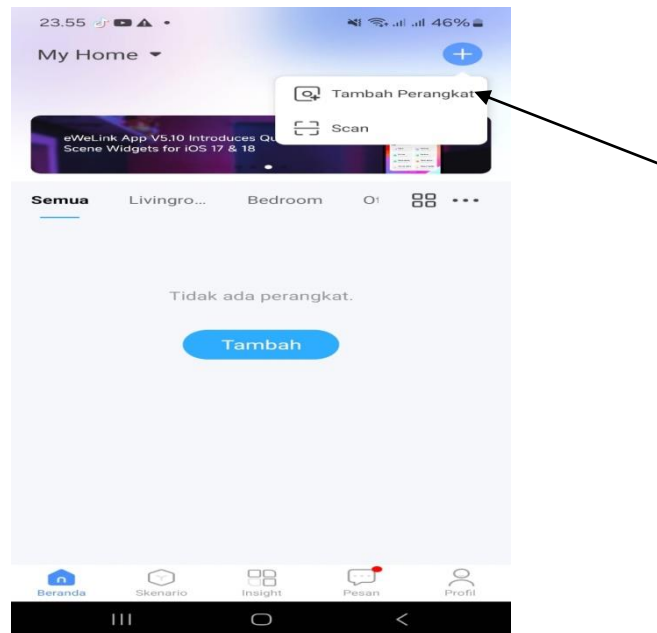 23.55
46%
My Home
Tambah Perangkat
Scan
eWeLink App V5.10 Introduces Qu
Scene Widgets for iOS 17 & 18
Semua Livingro... Bedroom
Tidak ada perangkat.
Tambah
Beranda Skenario Insight Pesan Profil